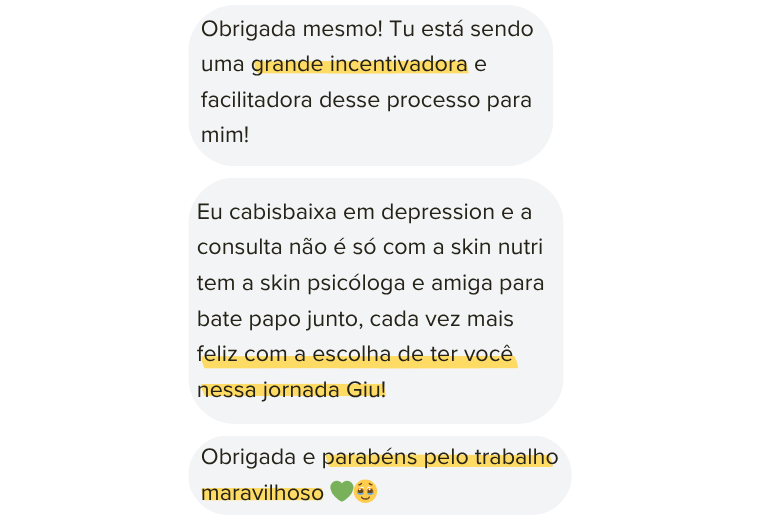 Obrigada mesmo! Tu está sendo
uma grande incentivadora e
facilitadora desse processo para
mim!
Eu cabisbaixa em depression e a
consulta não é só com a skin nutri
tem a skin psicóloga e amiga para
bate papo junto, cada vez mais
feliz com a escolha de ter você
nessa jornada Giu!
Obrigada e parabéns pelo trabalho
maravilhoso 💚🥹